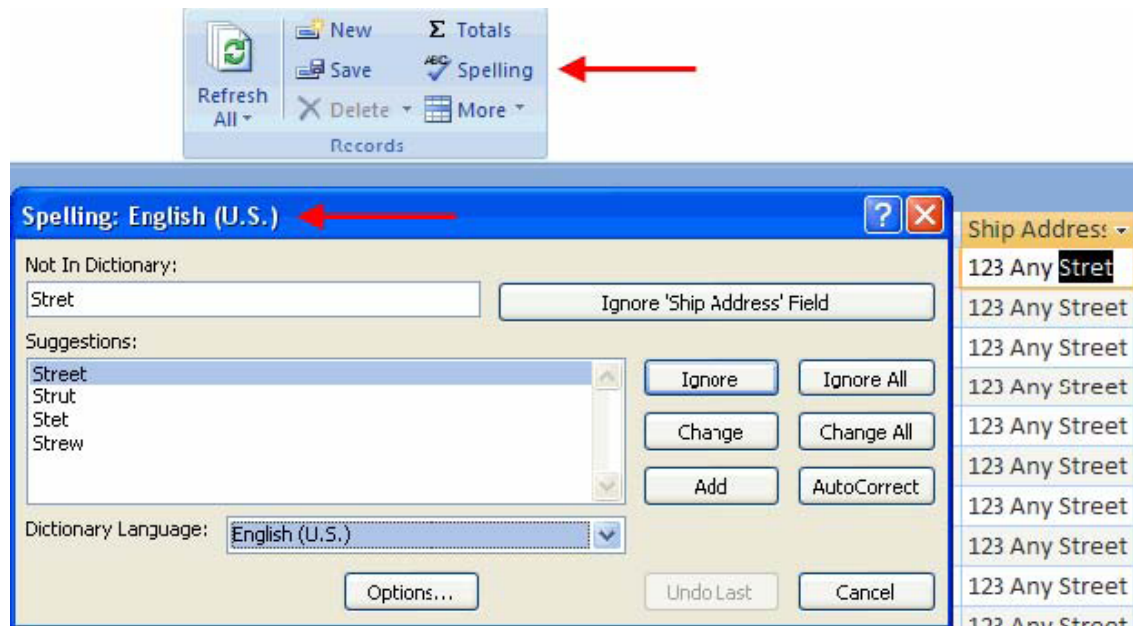 New Σ Totals
Save Spelling
Refresh All
Delete More
Records
Spelling: English (U.S.)
Not In Dictionary:
Stret
Ignore 'Ship Address' Field
Suggestions:
Street
Strut
Stet
Strew
Ignore Ignore All
Change Change All
Add AutoCorrect
Dictionary Language: English (U.S.)
Options... Undo Last Cancel
Ship Address
123 Any Stret
123 Any Street
123 Any Street
123 Any Street
123 Any Street
123 Any Street
123 Any Street
123 Any Street
123 Any Street
123 Any Street